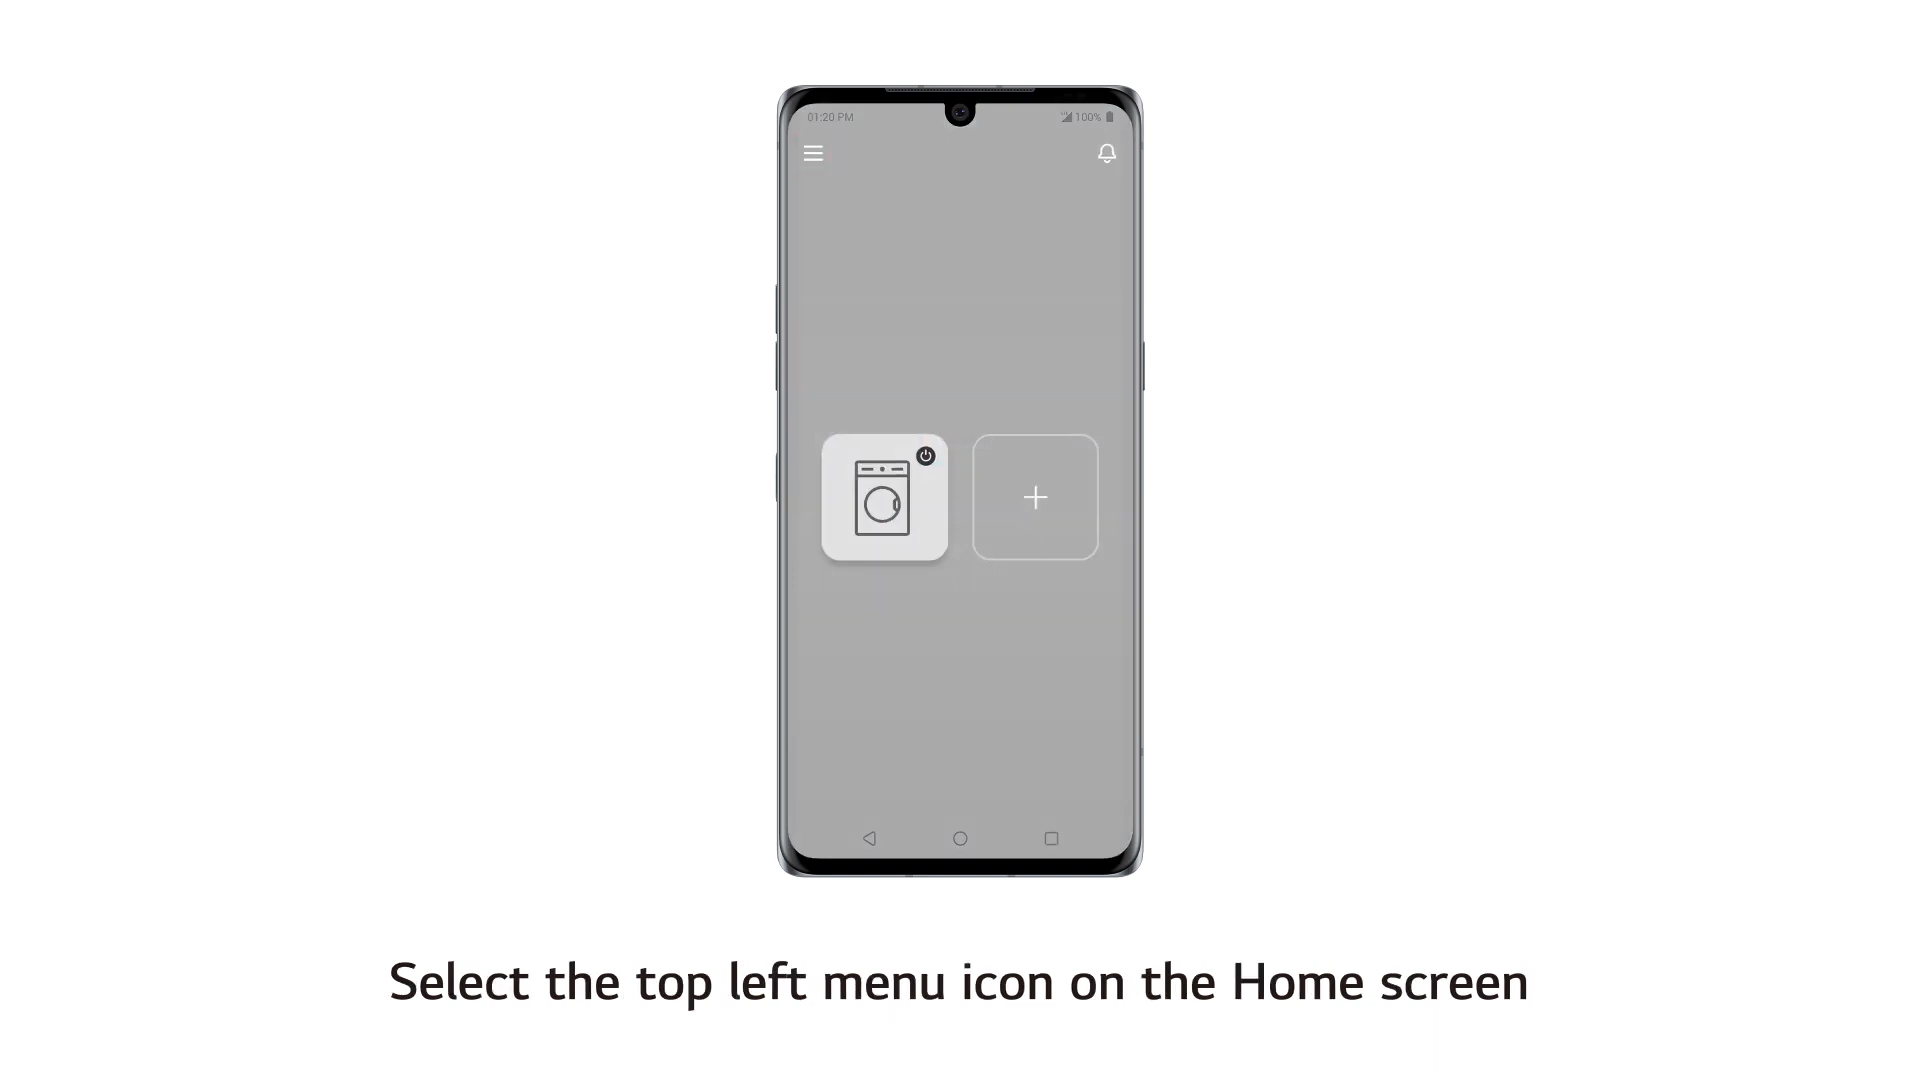 01:20 PM 100%
Select the top left menu icon on the Home screen